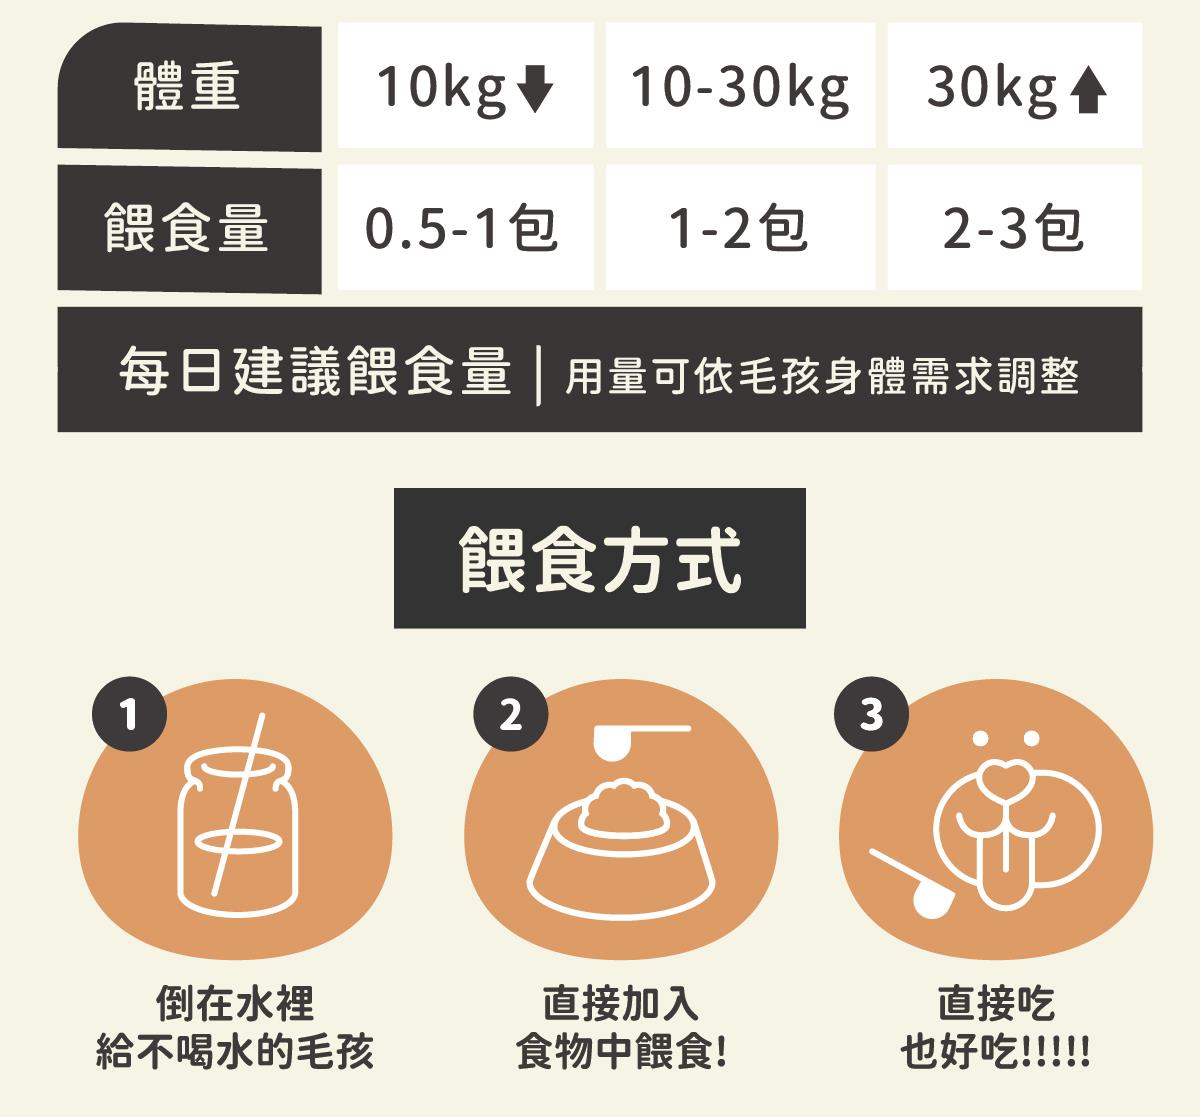 體重 10kg⬇ 10-30kg 30kg⬆
餵食量 0.5-1包 1-2包 2-3包
每日建議餵食量｜用量可依毛孩身體需求調整
餵食方式
1
倒在水裡
給不喝水的毛孩
2
直接加入
食物中餵食!
3
直接吃
也好吃!!!!!